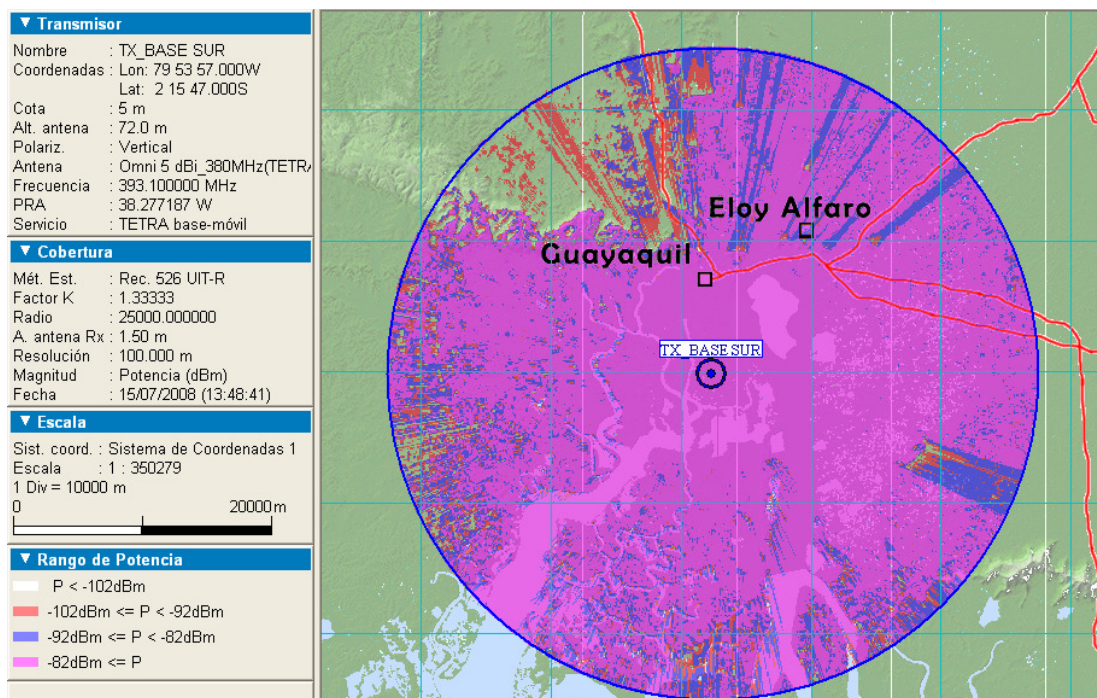 Transmisor
Nombre : TX_BASE SUR
Coordenadas : Lon: 79 53 57.000W
Lat: 2 15 47.000S
Cota : 5 m
Alt. antena : 72.0 m
Polariz. : Vertical
Antena : Omni 5 dBi_380MHz(TETR
Frecuencia : 393.100000 MHz
PRA : 38.277187 W
Servicio : TETRA base-móvil
Cobertura
Mét. Est. : Rec. 526 UIT-R
Factor K : 1.33333
Radio : 25000.000000
A. antena Rx : 1.50 m
Resolución : 100.000 m
Magnitud : Potencia (dBm)
Fecha : 15/07/2008 (13:48:41)
Escala
Sist. coord. : Sistema de Coordenadas 1
Escala : 1 : 350279
1 Div = 10000 m
0 20000 m
Rango de Potencia
P < -102dBm
-102dBm <= P < -92dBm
-92dBm <= P < -82dBm
-82dBm <= P
Eloy Alfaro
Guayaquil
TX_BASE SUR